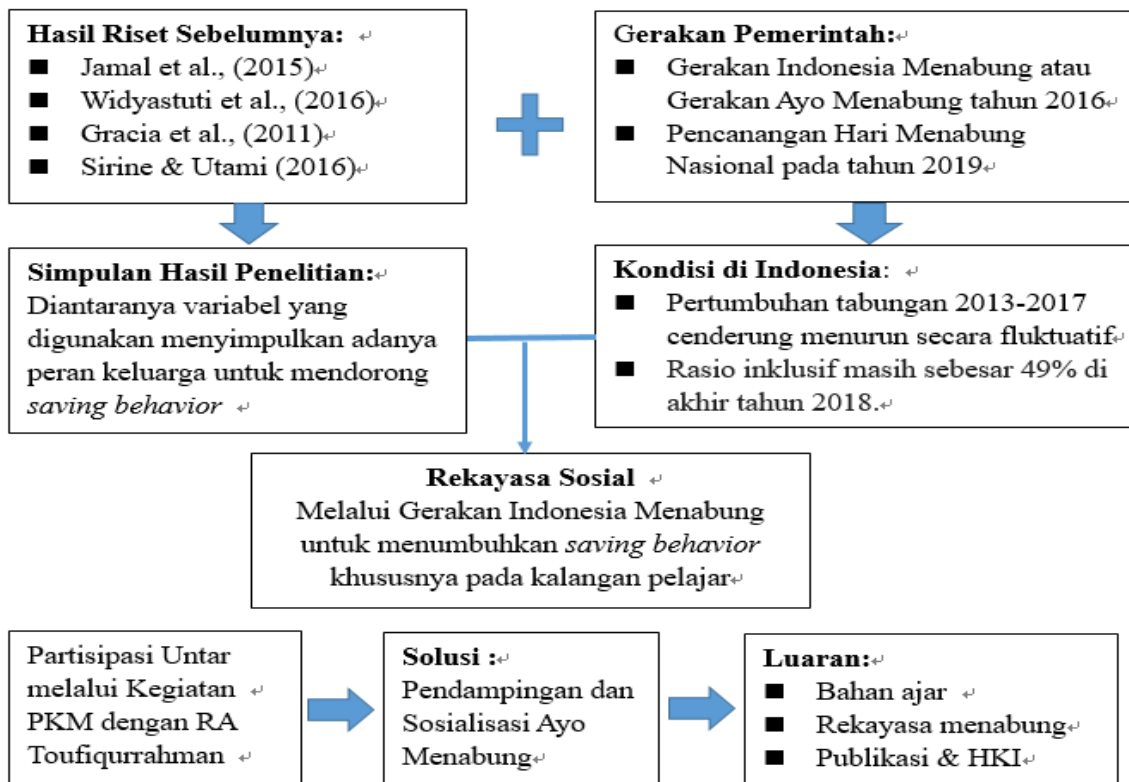 Hasil Riset Sebelumnya:
■ Jamal et al., (2015)
■ Widyastuti et al., (2016)
■ Gracia et al., (2011)
■ Sirine & Utami (2016)
Gerakan Pemerintah:
■ Gerakan Indonesia Menabung atau
Gerakan Ayo Menabung tahun 2016
■ Pencanangan Hari Menabung
Nasional pada tahun 2019
Simpulan Hasil Penelitian:
Diantaranya variabel yang
digunakan menyimpulkan adanya
peran keluarga untuk mendorong
saving behavior
Kondisi di Indonesia:
■ Pertumbuhan tabungan 2013-2017
cenderung menurun secara fluktuatif
■ Rasio inklusif masih sebesar 49% di
akhir tahun 2018.
Rekayasa Sosial
Melalui Gerakan Indonesia Menabung
untuk menumbuhkan saving behavior
khususnya pada kalangan pelajar
Partisipasi Untar
melalui Kegiatan
PKM dengan RA
Toufiqurrahman
Solusi :
Pendampingan dan
Sosialisasi Ayo
Menabung
Luaran:
■ Bahan ajar
■ Rekayasa menabung
■ Publikasi & HKI